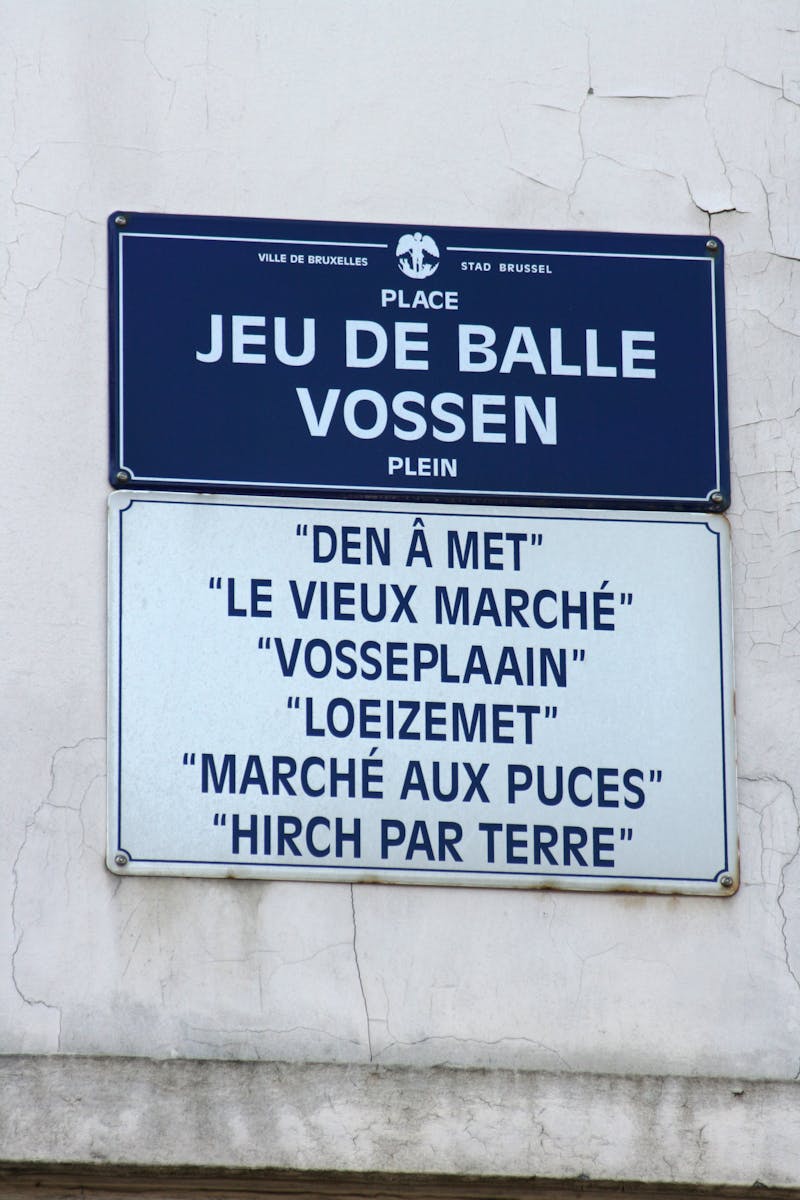 VILLE DE BRUXELLES STAD BRUSSEL
PLACE
JEU DE BALLE
VOSSEN
PLEIN
“DEN Â MET”
“LE VIEUX MARCHÉ”
“VOSSEPLAAIN”
“LOEIZEMET”
“MARCHÉ AUX PUCES”
“HIRCH PAR TERRE”